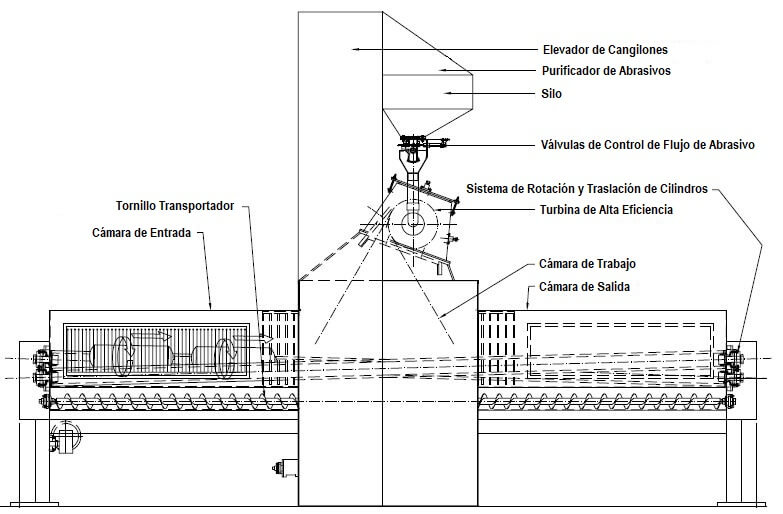 Elevador de Cangilones
Purificador de Abrasivos
Silo
Válvulas de Control de Flujo de Abrasivo
Sistema de Rotación y Traslación de Cilindros
Tornillo Transportador
Turbina de Alta Eficiencia
Cámara de Entrada
Cámara de Trabajo
Cámara de Salida